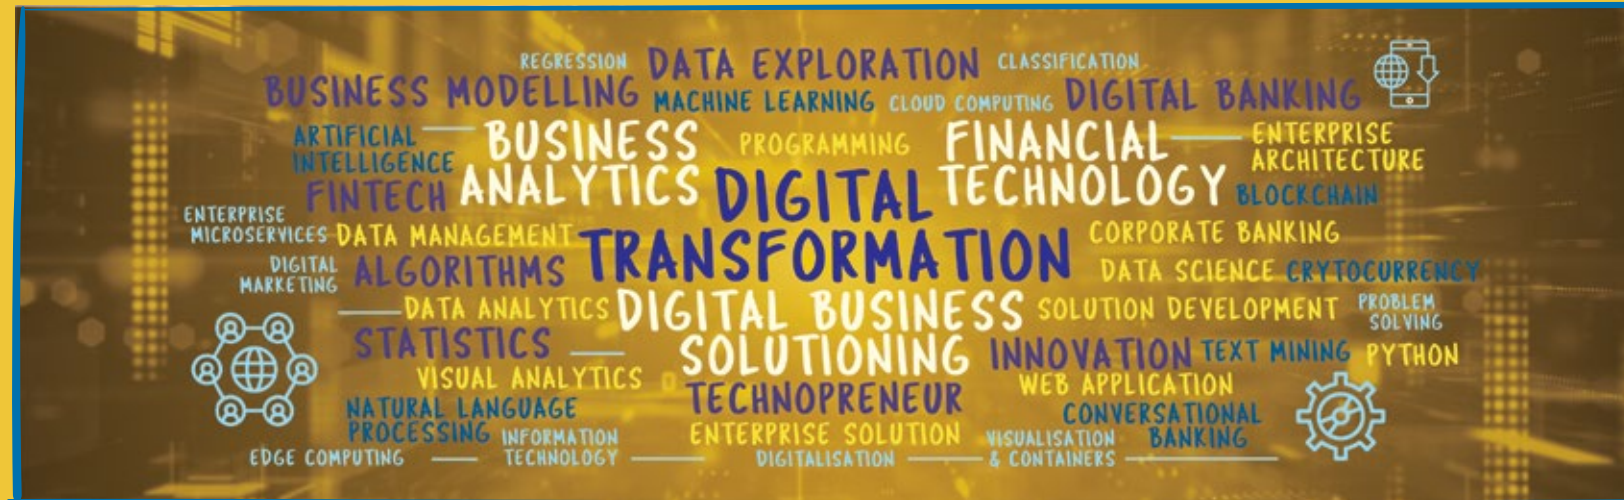 REGRESSION DATA EXPLORATION CLASSIFICATION
BUSINESS MODELLING MACHINE LEARNING CLOUD COMPUTING DIGITAL BANKING
ARTIFICIAL
INTELLIGENCE
BUSINESS
ANALYTICS
PROGRAMMING
FINANCIAL
TECHNOLOGY
ENTERPRISE
ARCHITECTURE
FINTECH
DIGITAL
TRANSFORMATION
BLOCKCHAIN
ENTERPRISE
MICROSERVICES
DATA MANAGEMENT
CORPORATE BANKING
DIGITAL
MARKETING
ALGORITHMS
DATA SCIENCE
CRYTOCURRENCY
DATA ANALYTICS
DIGITAL BUSINESS
SOLUTIONING
SOLUTION DEVELOPMENT
PROBLEM
SOLVING
STATISTICS
INNOVATION
TEXT MINING
PYTHON
VISUAL ANALYTICS
TECHNOPRENEUR
WEB APPLICATION
NATURAL LANGUAGE
PROCESSING
CONVERSATIONAL
BANKING
INFORMATION
TECHNOLOGY
ENTERPRISE SOLUTION
VISUALISATION
& CONTAINERS
EDGE COMPUTING
DIGITALISATION